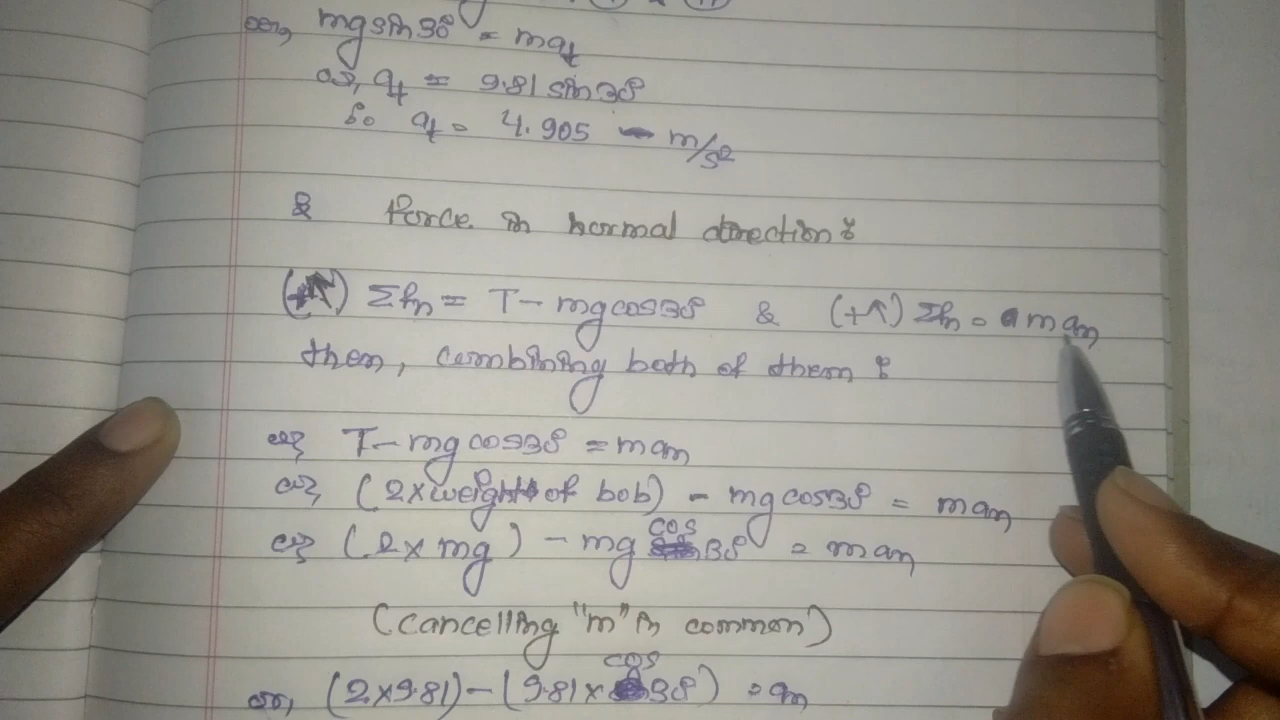 or, mg sin 30° = ma_t
or, a_t = 9.81 sin 30°
So a_t = 4.905 m/s²
& Force in normal direction:
(+↑) ΣF_n = T - mg cos 30° & (+↑) ΣF_n = m a_n
then, combining both of them :
or, T - mg cos 30° = ma_n
or, (2 x weight of bob) - mg cos 30° = ma_n
or, (2 x mg) - mg cos 30° = ma_n
(cancelling "m" in common)
or, (2 x 9.81) - (9.81 x cos 30°) = a_n